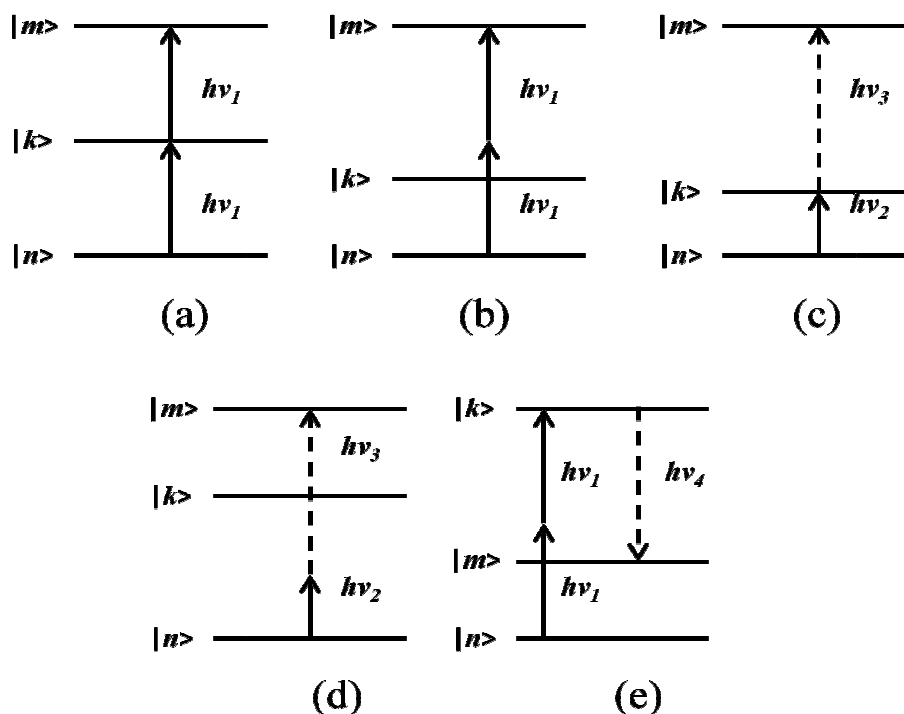 |m> |m> |m>
hν1 hν1 hν3
|k>
|k> |k>
hν1 hν1 hν2
|n> |n> |n>
(a) (b) (c)
|m> |k>
hν3
hν1 hν4
|k>
|m>
hν2 hν1
|n> |n>
(d) (e)